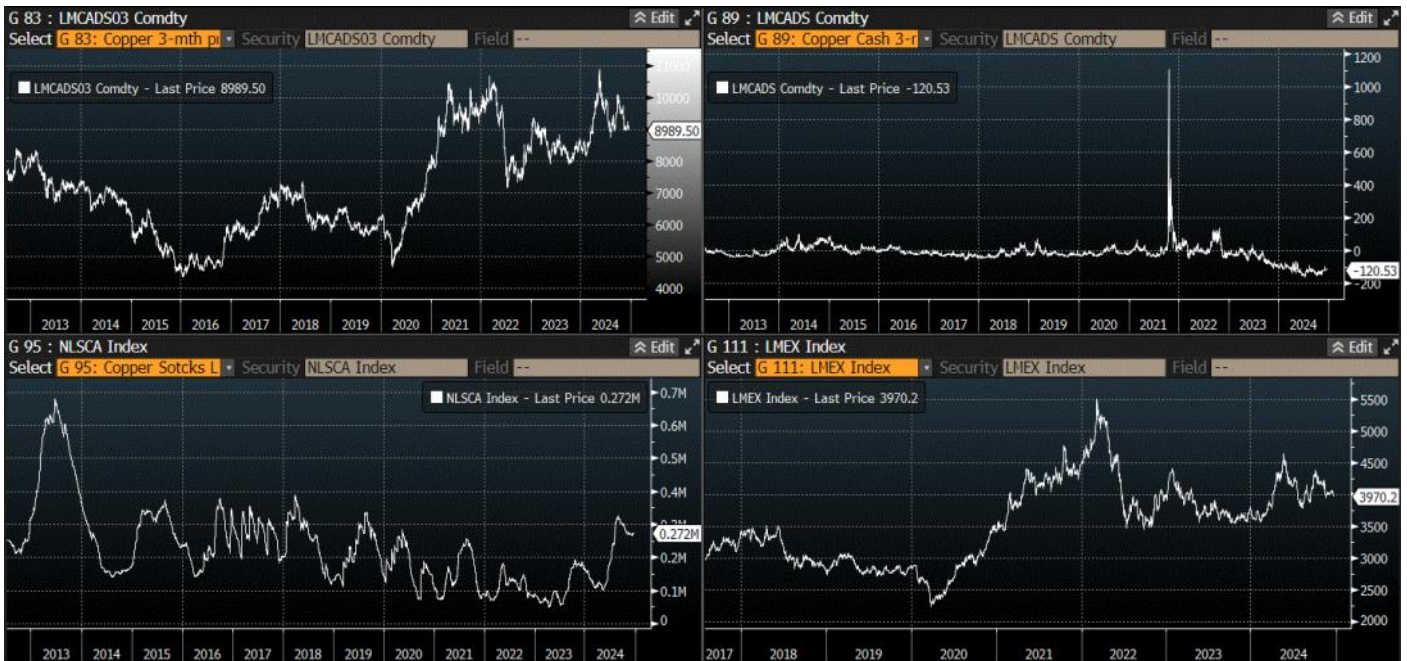 G 83 : LMCADS03 Comdty
Edit
Select G 83: Copper 3-mth pr Security LMCADS03 Comdty Field --
LMCADS03 Comdty - Last Price 8989.50
11000
10000
8989.50
8000
7000
6000
5000
4000
2013 2014 2015 2016 2017 2018 2019 2020 2021 2022 2023 2024
G 89 : LMCADS Comdty
Edit
Select G 89: Copper Cash 3-r Security LMCADS Comdty Field --
LMCADS Comdty - Last Price -120.53
1200
1000
800
600
400
200
0
-120.53
-200
2013 2014 2015 2016 2017 2018 2019 2020 2021 2022 2023 2024
G 95 : NLSCA Index
Edit
Select G 95: Copper Sotcks L Security NLSCA Index Field --
NLSCA Index - Last Price 0.272M
0.7M
0.6M
0.5M
0.4M
0.272M
0.2M
0.1M
0
2013 2014 2015 2016 2017 2018 2019 2020 2021 2022 2023 2024
G 111 : LMEX Index
Edit
Select G 111: LMEX Index Security LMEX Index Field --
LMEX Index - Last Price 3970.2
5500
5000
4500
3970.2
3500
3000
2500
2000
2017 2018 2019 2020 2021 2022 2023 2024